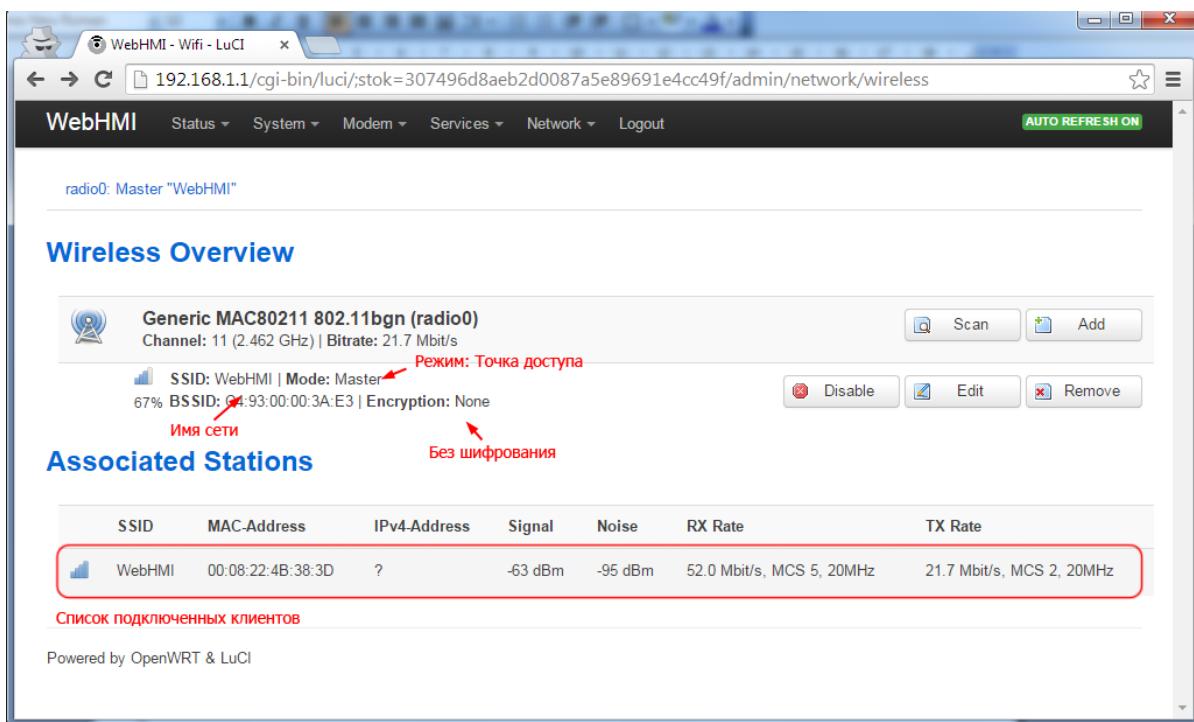 WebHMI - Wifi - LuCI
192.168.1.1/cgi-bin/luci/;stok=307496d8aeb2d0087a5e89691e4cc49f/admin/network/wireless
WebHMI Status System Modem Services Network Logout AUTO REFRESH ON
radio0: Master "WebHMI"
Wireless Overview
Generic MAC80211 802.11bgn (radio0) Scan Add
Channel: 11 (2.462 GHz) | Bitrate: 21.7 Mbit/s
Режим: Точка доступа
SSID: WebHMI | Mode: Master Disable Edit Remove
67% BSSID: C4:93:00:00:3A:E3 | Encryption: None
Имя сети
Без шифрования
Associated Stations
SSID MAC-Address IPv4-Address Signal Noise RX Rate TX Rate
WebHMI 00:08:22:4B:38:3D ? -63 dBm -95 dBm 52.0 Mbit/s, MCS 5, 20MHz 21.7 Mbit/s, MCS 2, 20MHz
Список подключенных клиентов
Powered by OpenWRT & LuCI